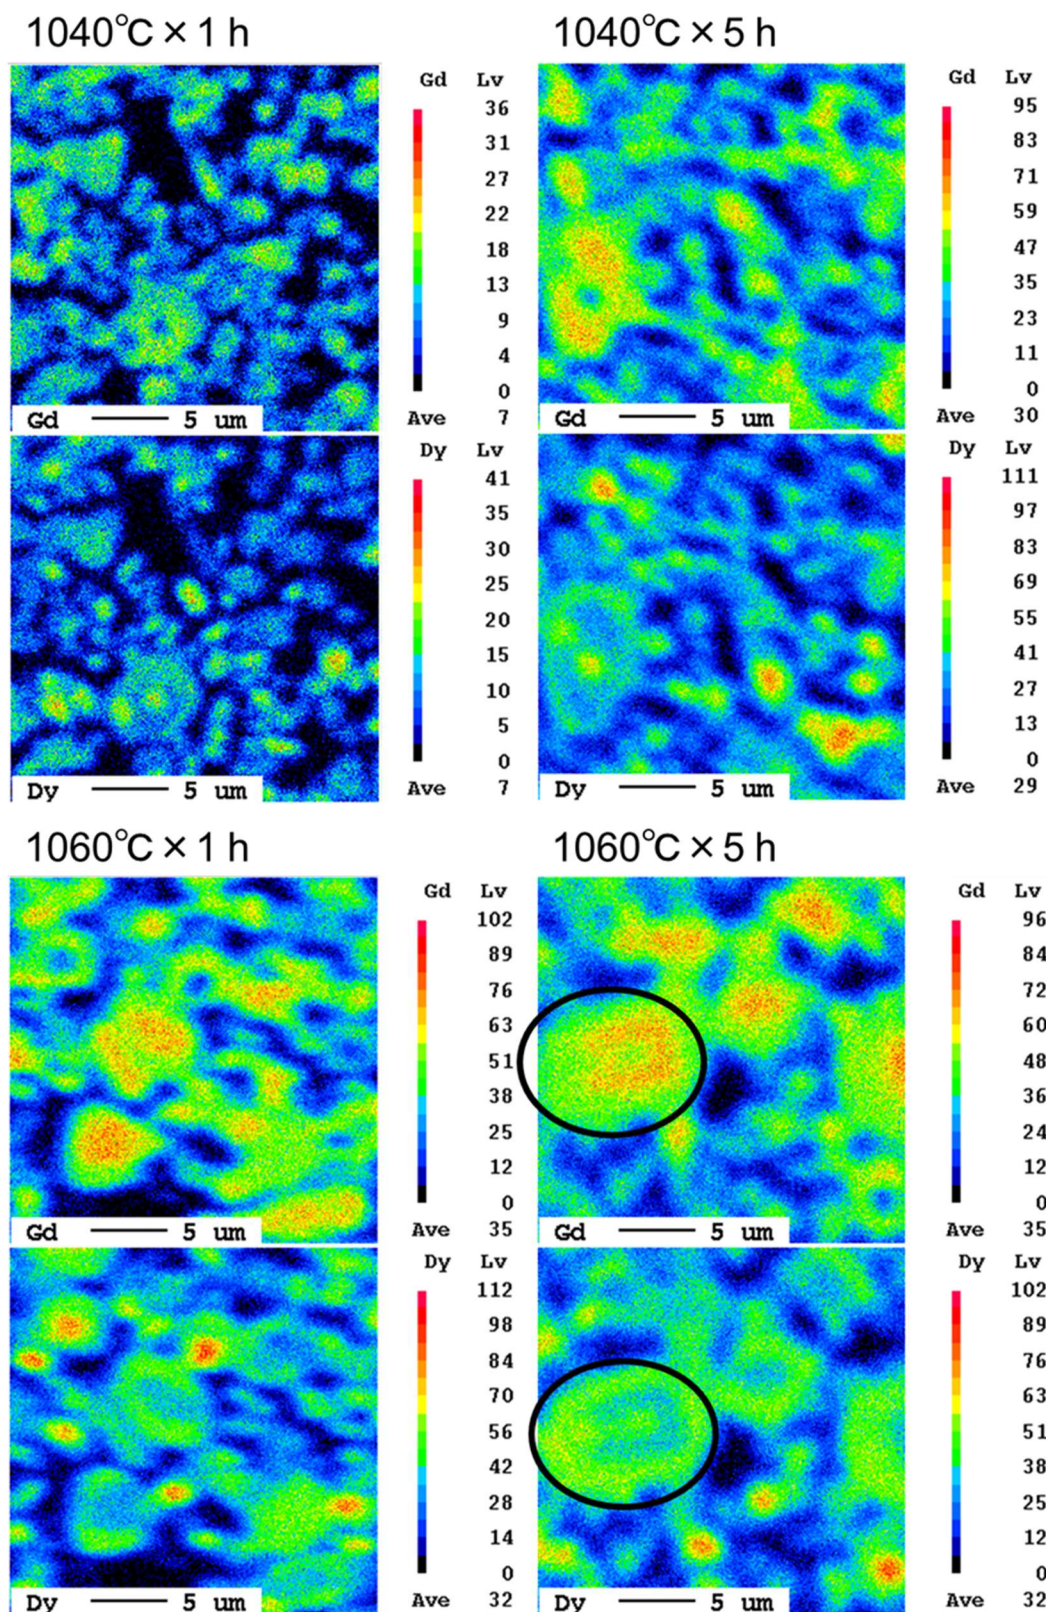 1040℃×1 h
Gd Lv
36
31
27
22
18
13
9
4
0
Ave 7
Gd 5 um
Dy Lv
41
35
30
25
20
15
10
5
0
Ave 7
Dy 5 um
1040℃×5 h
Gd Lv
95
83
71
59
47
35
23
11
0
Ave 30
Gd 5 um
Dy Lv
111
97
83
69
55
41
27
13
0
Ave 29
Dy 5 um
1060℃×1 h
Gd Lv
102
89
76
63
51
38
25
12
0
Ave 35
Gd 5 um
Dy Lv
112
98
84
70
56
42
28
14
0
Ave 32
Dy 5 um
1060℃×5 h
Gd Lv
96
84
72
60
48
36
24
12
0
Ave 35
Gd 5 um
Dy Lv
102
89
76
63
51
38
25
12
0
Ave 32
Dy 5 um